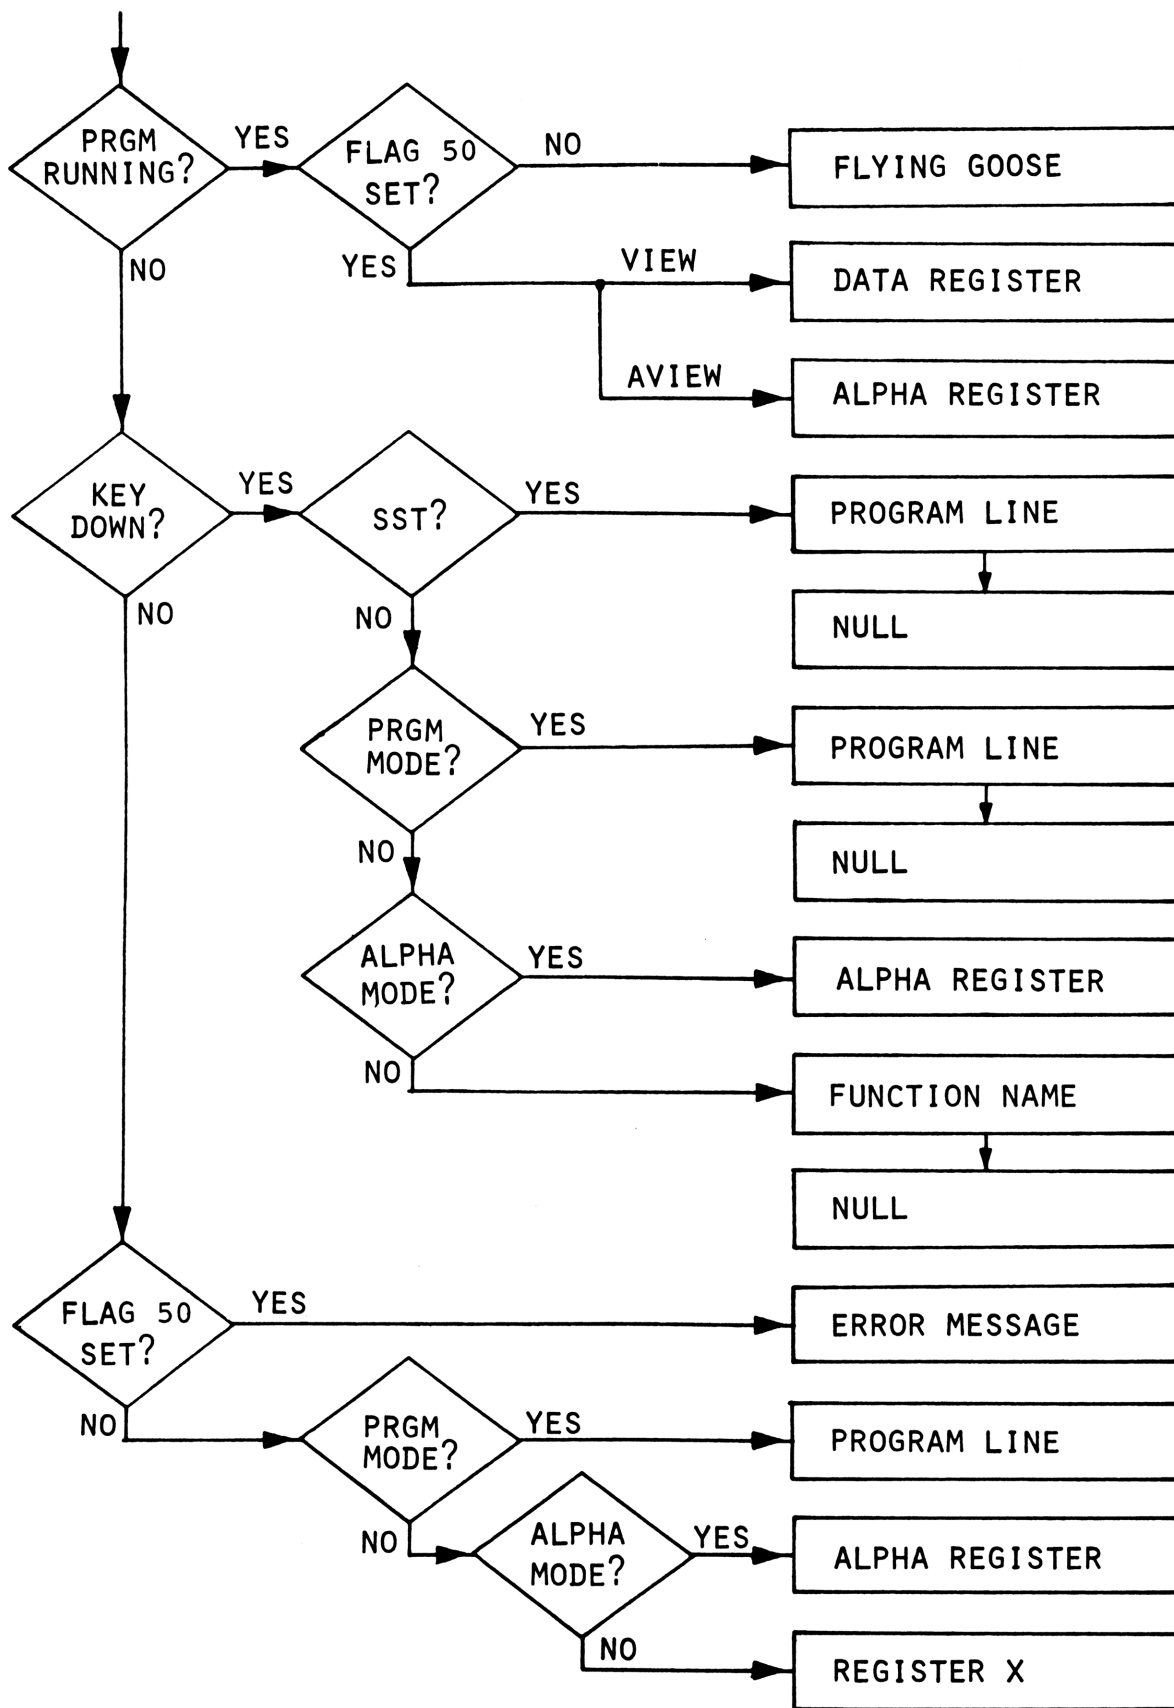 PRGM
RUNNING?
YES
FLAG 50
SET?
NO
FLYING GOOSE
NO
YES
VIEW
DATA REGISTER
AVIEW
ALPHA REGISTER
KEY
DOWN?
YES
SST?
YES
PROGRAM LINE
NO
NO
NULL
PRGM
MODE?
YES
PROGRAM LINE
NO
NULL
ALPHA
MODE?
YES
ALPHA REGISTER
NO
FUNCTION NAME
NULL
FLAG 50
SET?
YES
ERROR MESSAGE
NO
PRGM
MODE?
YES
PROGRAM LINE
NO
ALPHA
MODE?
YES
ALPHA REGISTER
NO
REGISTER X